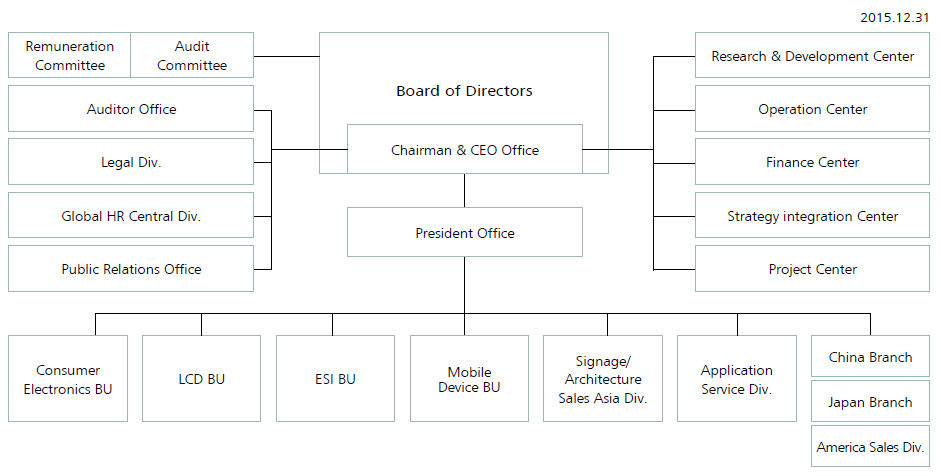 2015.12.31
Remuneration
Committee
Audit
Committee
Board of Directors
Research & Development Center
Auditor Office
Operation Center
Chairman & CEO Office
Legal Div.
Finance Center
Global HR Central Div.
Strategy integration Center
President Office
Public Relations Office
Project Center
Consumer
Electronics BU
LCD BU
ESI BU
Mobile
Device BU
Signage/
Architecture
Sales Asia Div.
Application
Service Div.
China Branch
Japan Branch
America Sales Div.